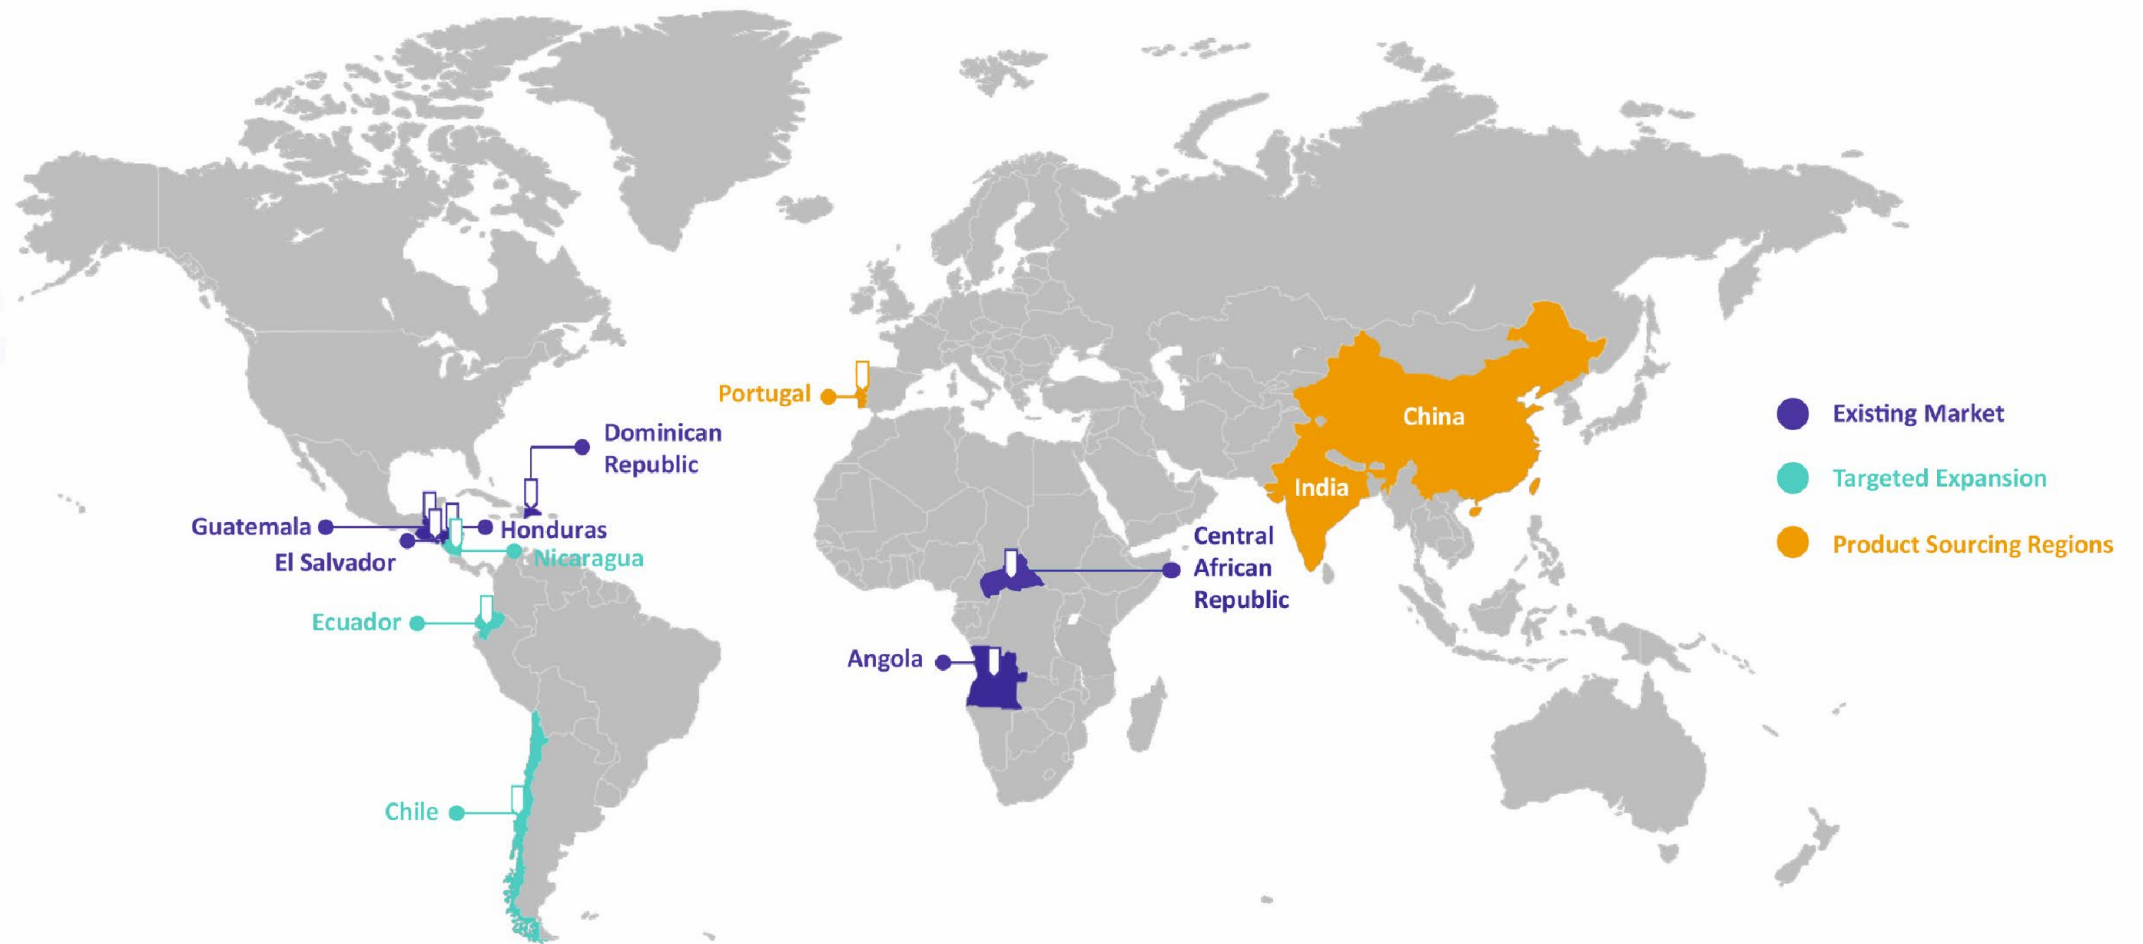 Portugal
China
India
Dominican
Republic
Guatemala
Honduras
El Salvador
Nicaragua
Ecuador
Chile
Central
African
Republic
Angola
Existing Market
Targeted Expansion
Product Sourcing Regions